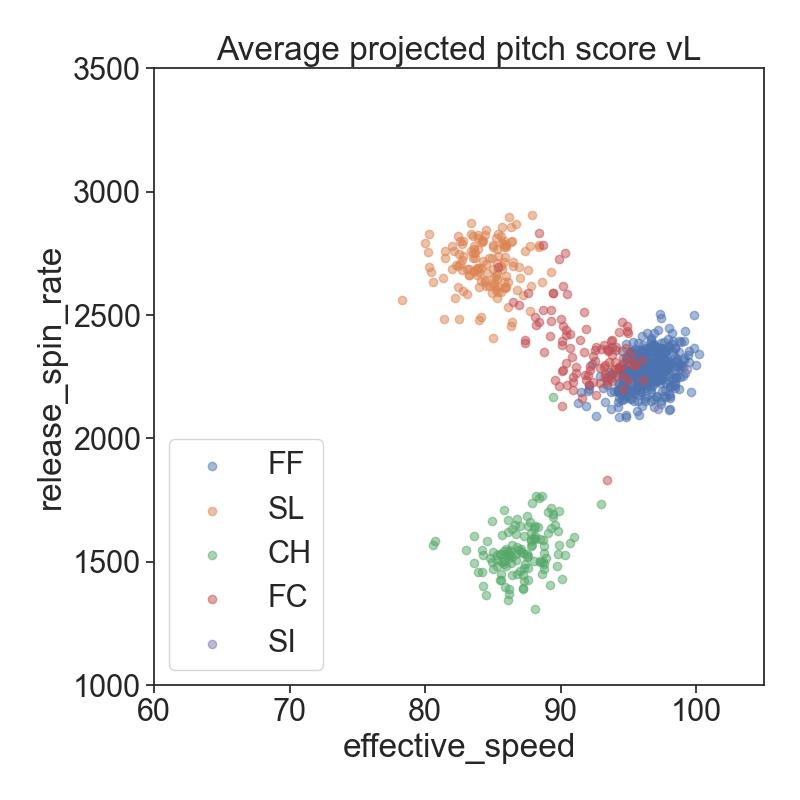 Average projected pitch score vL
3500
3000
2500
2000
1500
1000
release_spin_rate
FF
SL
CH
FC
SI
60
70
80
90
100
effective_speed